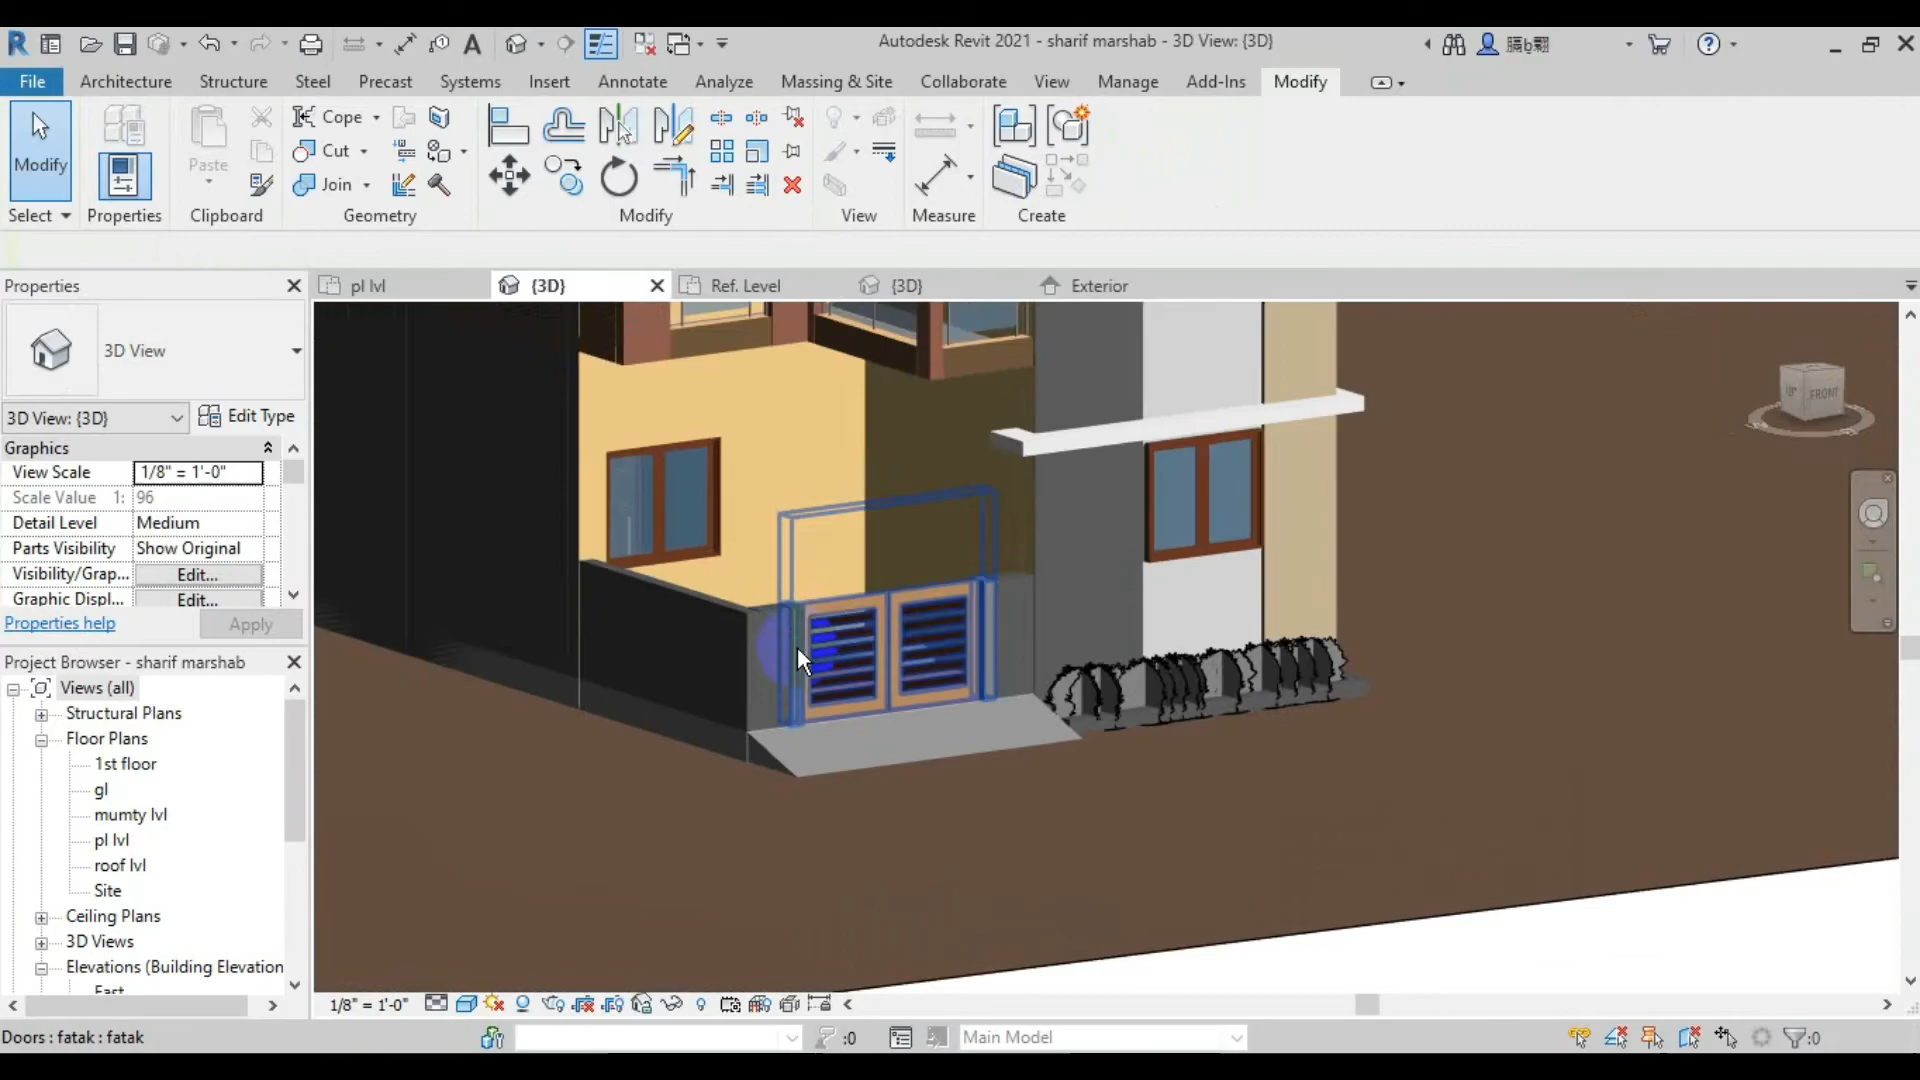 Autodesk Revit 2021 - sharif marshab - 3D View: {3D}
File Architecture Structure Steel Precast Systems Insert Annotate Analyze Massing & Site Collaborate View Manage Add-Ins Modify
Modify
Paste
Cope
Cut
Join
Select Properties Clipboard Geometry Modify View Measure Create
Properties
pl lvl {3D} Ref. Level {3D} Exterior
3D View
3D View: {3D} Edit Type
Graphics
View Scale 1/8" = 1'-0"
Scale Value 1: 96
Detail Level Medium
Parts Visibility Show Original
Visibility/Grap... Edit...
Graphic Displ... Edit...
Properties help Apply
FRONT
Project Browser - sharif marshab
Views (all)
Structural Plans
Floor Plans
1st floor
gl
mumty lvl
pl lvl
roof lvl
Site
Ceiling Plans
3D Views
Elevations (Building Elevation
East
1/8" = 1'-0"
Doors : fatak : fatak
:0
Main Model
:0